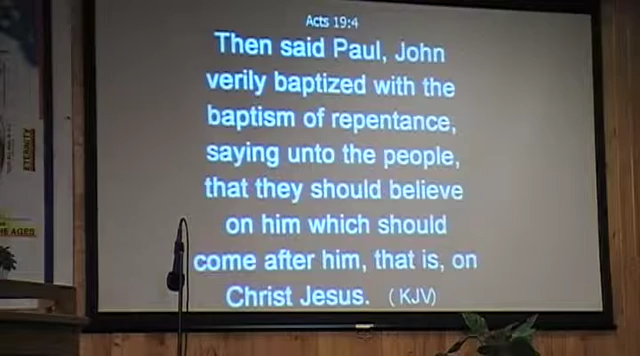 Acts 19:4
Then said Paul, John
verily baptized with the
baptism of repentance,
saying unto the people,
that they should believe
on him which should
come after him, that is, on
Christ Jesus. (KJV)
ETERNITY
THE AGES